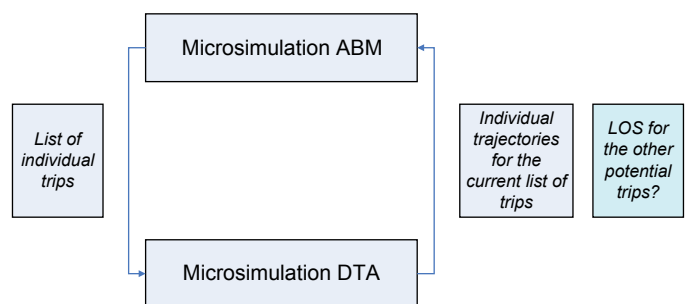 Microsimulation ABM
List of
individual
trips
Individual
trajectories
for the
current list of
trips
LOS for
the other
potential
trips?
Microsimulation DTA